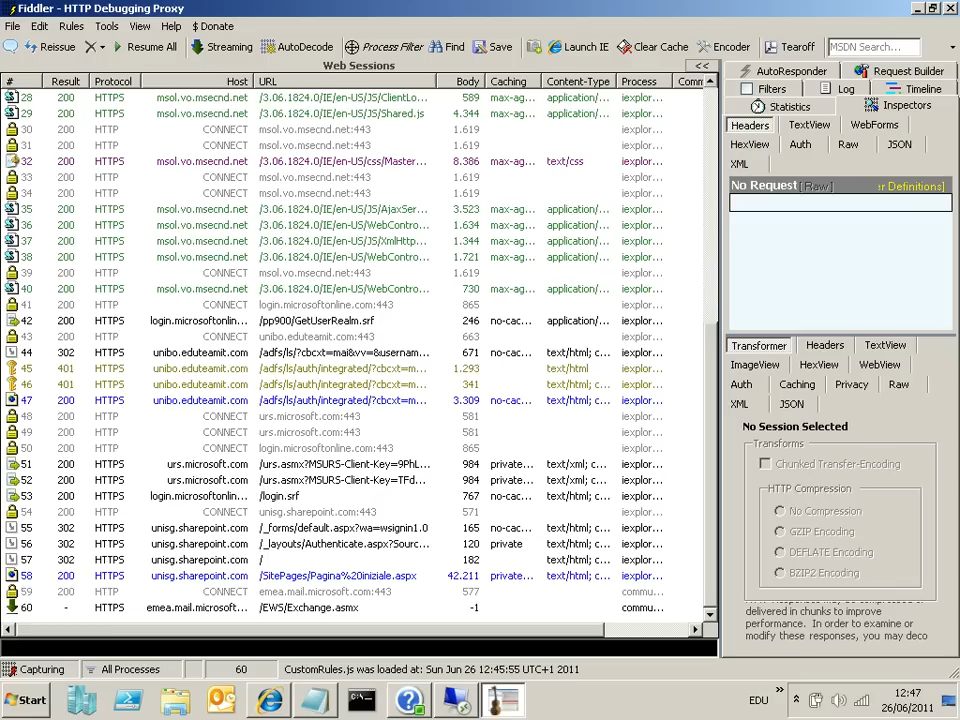 Fiddler - HTTP Debugging Proxy
File Edit Rules Tools View Help $ Donate
Reissue Resume All Streaming AutoDecode Process Filter Find Save Launch IE Clear Cache Encoder Tearoff MSDN Search...
Web Sessions <<
# Result Protocol Host URL Body Caching Content-Type Process Comm
28 200 HTTPS msol.vo.msecnd.net /3.06.1824.0/IE/en-US/JS/ClientLo... 589 max-ag... application/... iexplor...
29 200 HTTPS msol.vo.msecnd.net /3.06.1824.0/IE/en-US/JS/Shared.js 4.344 max-ag... application/... iexplor...
30 200 HTTP CONNECT msol.vo.msecnd.net:443 1.619 iexplor...
31 200 HTTP CONNECT msol.vo.msecnd.net:443 1.619 iexplor...
32 200 HTTPS msol.vo.msecnd.net /3.06.1824.0/IE/en-US/css/Master... 8.386 max-ag... text/css iexplor...
33 200 HTTP CONNECT msol.vo.msecnd.net:443 1.619 iexplor...
34 200 HTTP CONNECT msol.vo.msecnd.net:443 1.619 iexplor...
35 200 HTTPS msol.vo.msecnd.net /3.06.1824.0/IE/en-US/JS/AjaxSer... 3.523 max-ag... application/... iexplor...
36 200 HTTPS msol.vo.msecnd.net /3.06.1824.0/IE/en-US/WebContro... 1.634 max-ag... application/... iexplor...
37 200 HTTPS msol.vo.msecnd.net /3.06.1824.0/IE/en-US/JS/XmlHttp... 1.344 max-ag... application/... iexplor...
38 200 HTTPS msol.vo.msecnd.net /3.06.1824.0/IE/en-US/WebContro... 1.721 max-ag... application/... iexplor...
39 200 HTTP CONNECT msol.vo.msecnd.net:443 1.619 iexplor...
40 200 HTTPS msol.vo.msecnd.net /3.06.1824.0/IE/en-US/WebContro... 730 max-ag... application/... iexplor...
41 200 HTTP CONNECT login.microsoftonline.com:443 865 iexplor...
42 200 HTTPS login.microsoftonlin... /pp900/GetUserRealm.srf 246 no-cac... application/... iexplor...
43 200 HTTP CONNECT unibo.eduteamit.com:443 663 iexplor...
44 302 HTTPS unibo.eduteamit.com /adfs/ls/?cbcxt=mai&vv=&usernam... 671 no-cac... text/html; c... iexplor...
45 401 HTTPS unibo.eduteamit.com /adfs/ls/auth/integrated/?cbcxt=m... 1.293 text/html iexplor...
46 401 HTTPS unibo.eduteamit.com /adfs/ls/auth/integrated/?cbcxt=m... 341 text/html; c... iexplor...
47 200 HTTPS unibo.eduteamit.com /adfs/ls/auth/integrated/?cbcxt=m... 3.309 no-cac... text/html; c... iexplor...
48 200 HTTP CONNECT urs.microsoft.com:443 581 iexplor...
49 200 HTTP CONNECT urs.microsoft.com:443 581 iexplor...
50 200 HTTP CONNECT login.microsoftonline.com:443 865 iexplor...
51 200 HTTPS urs.microsoft.com /urs.asmx?MSURS-Client-Key=9PhL... 984 private... text/xml; c... iexplor...
52 200 HTTPS urs.microsoft.com /urs.asmx?MSURS-Client-Key=TFd... 984 private... text/xml; c... iexplor...
53 200 HTTPS login.microsoftonlin... /login.srf 767 no-cac... text/html; c... iexplor...
54 200 HTTP CONNECT unisg.sharepoint.com:443 571 iexplor...
55 302 HTTPS unisg.sharepoint.com /_forms/default.aspx?wa=wsignin1.0 165 no-cac... text/html; c... iexplor...
56 302 HTTPS unisg.sharepoint.com /_layouts/Authenticate.aspx?Sourc... 120 private text/html; c... iexplor...
57 302 HTTPS unisg.sharepoint.com / 182 text/html; c... iexplor...
58 200 HTTPS unisg.sharepoint.com /SitePages/Pagina%20iniziale.aspx 42.211 private... text/html; c... iexplor...
59 200 HTTP CONNECT emea.mail.microsoft.com:443 577 commu...
60 - HTTPS emea.mail.microsoft... /EWS/Exchange.asmx -1 commu...
AutoResponder Request Builder
Filters Log Timeline
Statistics Inspectors
Headers TextView WebForms
HexView Auth Raw JSON
XML
No Request [Raw] r Definitions]
Transformer Headers TextView
ImageView HexView WebView
Auth Caching Privacy Raw
XML JSON
No Session Selected
Transforms
Chunked Transfer-Encoding
HTTP Compression
No Compression
GZIP Encoding
DEFLATE Encoding
BZIP2 Encoding
delivered in chunks to improve
performance. In order to examine or
modify these responses, you may deco
Capturing All Processes 60 CustomRules.js was loaded at: Sun Jun 26 12:45:55 UTC+1 2011
Start EDU » 12:47
26/06/2011